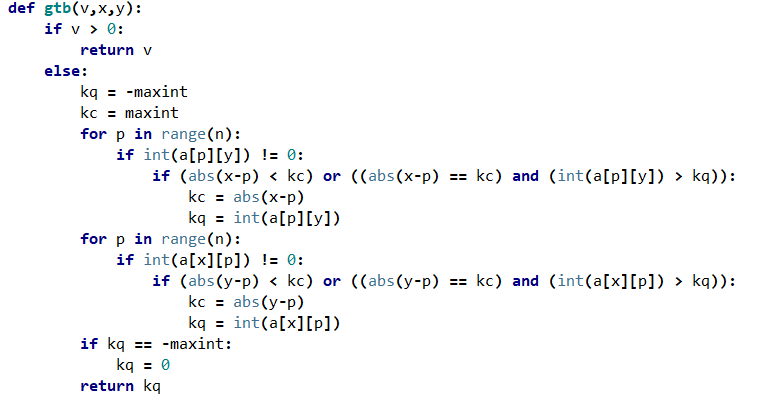 def gtb(v,x,y):
    if v > 0:
        return v
    else:
        kq = -maxint
        kc = maxint
        for p in range(n):
            if int(a[p][y]) != 0:
                if (abs(x-p) < kc) or ((abs(x-p) == kc) and (int(a[p][y]) > kq)):
                    kc = abs(x-p)
                    kq = int(a[p][y])
        for p in range(n):
            if int(a[x][p]) != 0:
                if (abs(y-p) < kc) or ((abs(y-p) == kc) and (int(a[x][p]) > kq)):
                    kc = abs(y-p)
                    kq = int(a[x][p])
        if kq == -maxint:
            kq = 0
        return kq